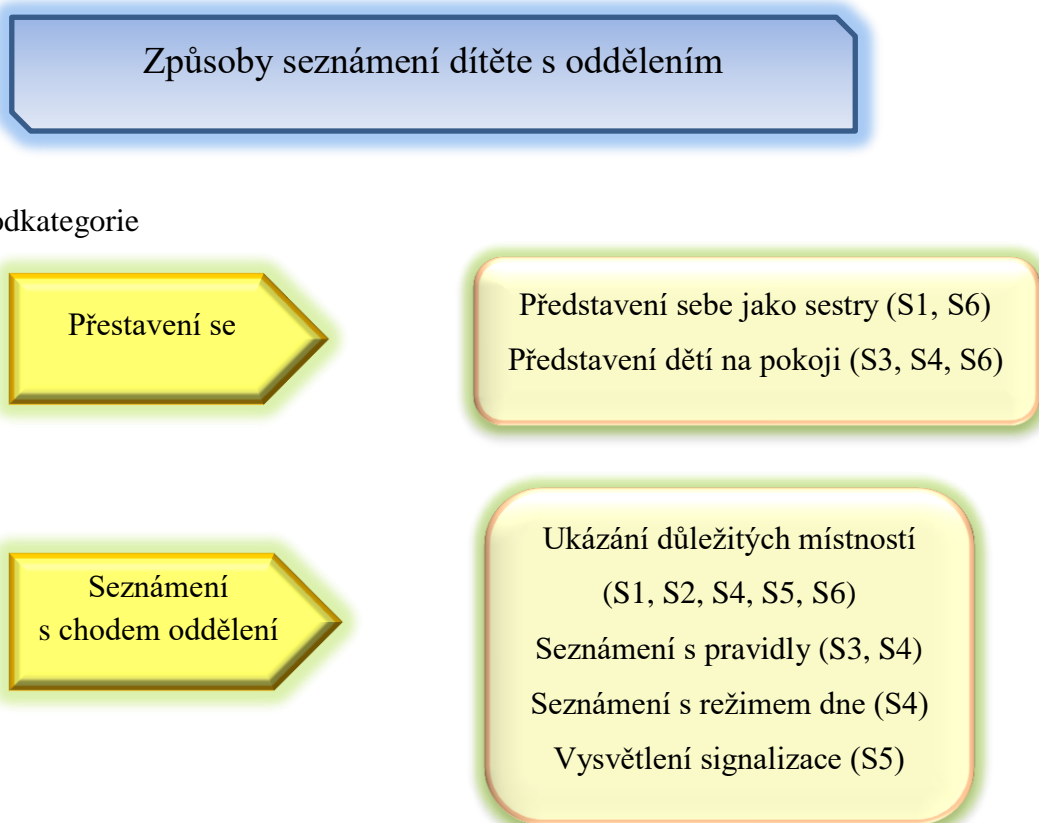 Způsoby seznámení dítěte s oddělením
odkategorie
Přestavení se
Představení sebe jako sestry (S1, S6)
Představení dětí na pokoji (S3, S4, S6)
Seznámení
s chodem oddělení
Ukázání důležitých místností
(S1, S2, S4, S5, S6)
Seznámení s pravidly (S3, S4)
Seznámení s režimem dne (S4)
Vysvětlení signalizace (S5)